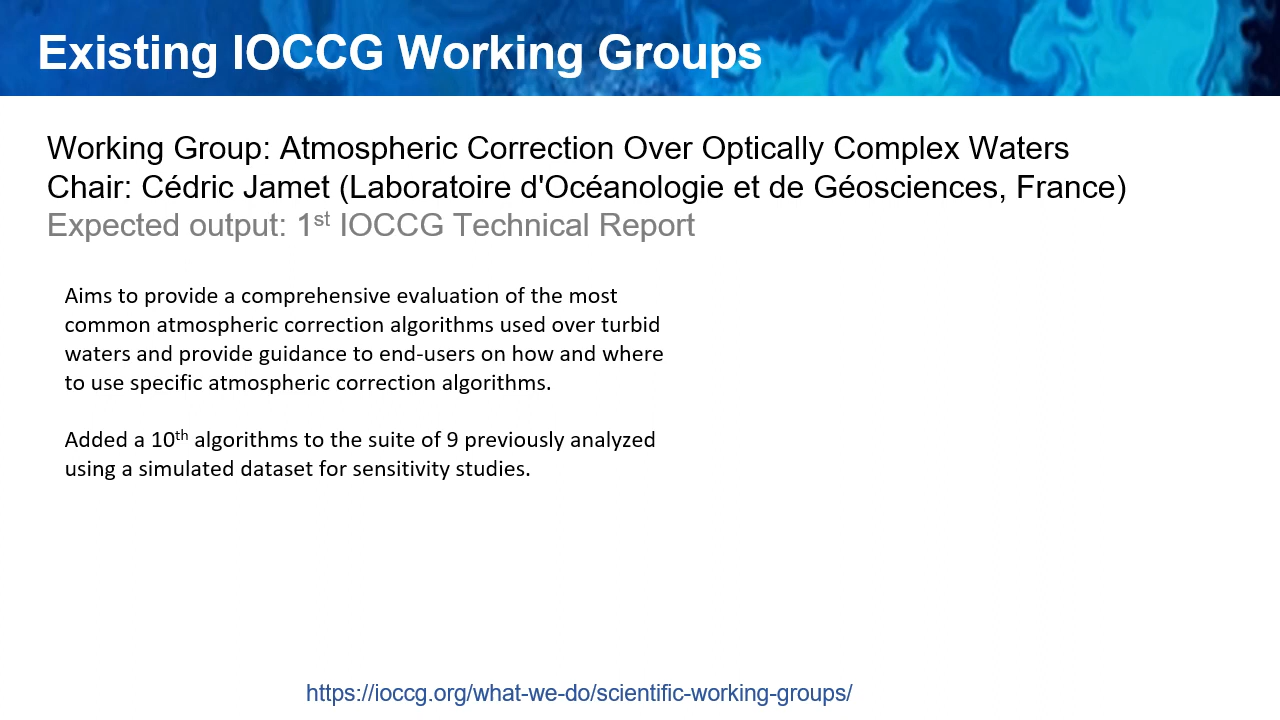 Existing IOCCG Working Groups
Working Group: Atmospheric Correction Over Optically Complex Waters
Chair: Cédric Jamet (Laboratoire d'Océanologie et de Géosciences, France)
Expected output: 1st IOCCG Technical Report
Aims to provide a comprehensive evaluation of the most
common atmospheric correction algorithms used over turbid
waters and provide guidance to end-users on how and where
to use specific atmospheric correction algorithms.
Added a 10th algorithms to the suite of 9 previously analyzed
using a simulated dataset for sensitivity studies.
https://ioccg.org/what-we-do/scientific-working-groups/